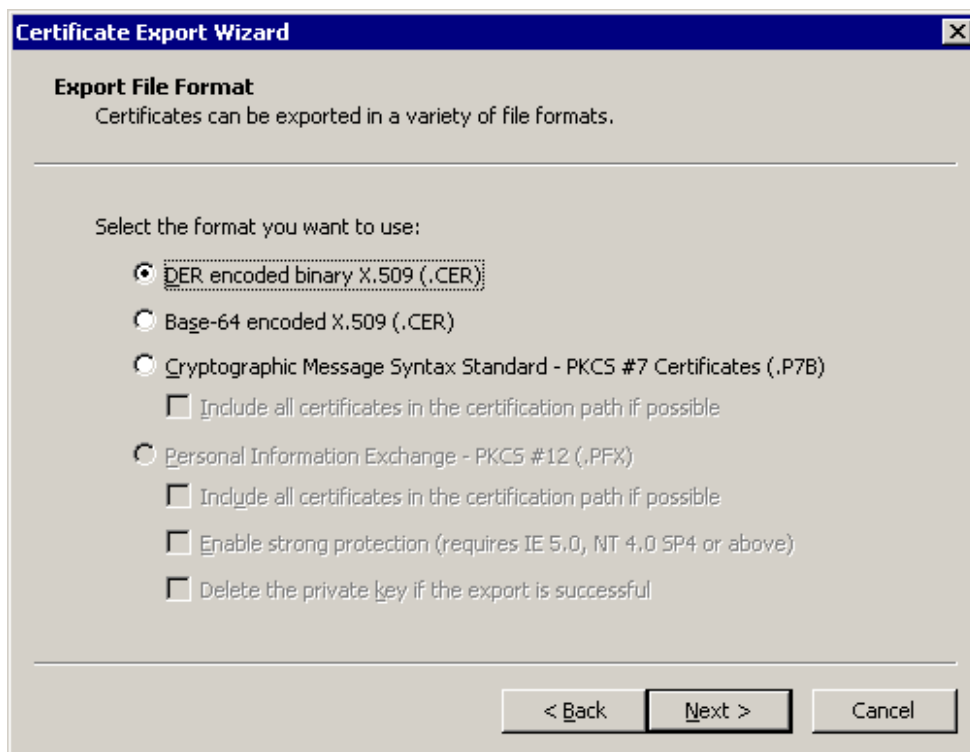 Certificate Export Wizard
Export File Format
Certificates can be exported in a variety of file formats.
Select the format you want to use:
DER encoded binary X.509 (.CER)
Base-64 encoded X.509 (.CER)
Cryptographic Message Syntax Standard - PKCS #7 Certificates (.P7B)
Include all certificates in the certification path if possible
Personal Information Exchange - PKCS #12 (.PFX)
Include all certificates in the certification path if possible
Enable strong protection (requires IE 5.0, NT 4.0 SP4 or above)
Delete the private key if the export is successful
< Back Next > Cancel